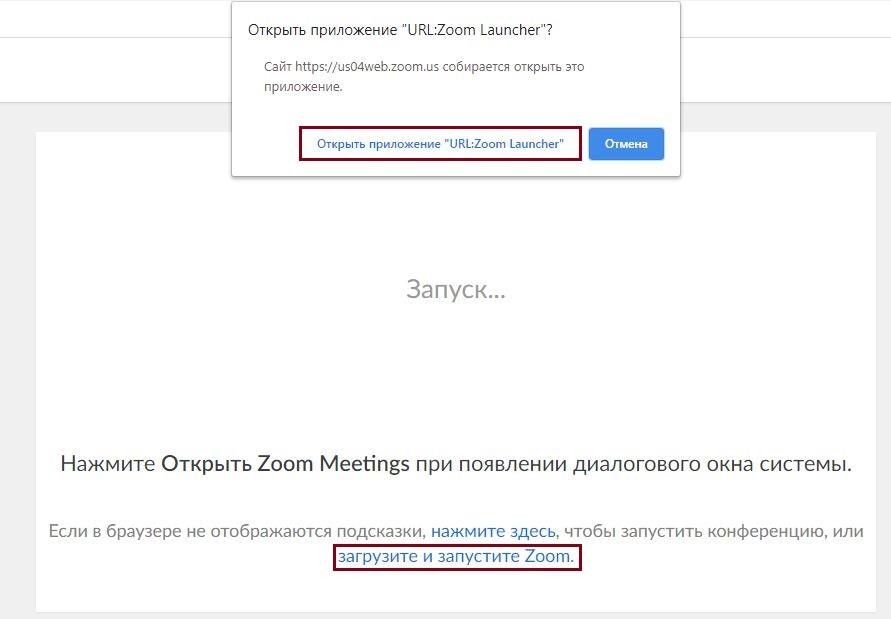 Открыть приложение "URL:Zoom Launcher"?
Сайт https://us04web.zoom.us собирается открыть это
приложение.
Открыть приложение "URL:Zoom Launcher"
Отмена
Запуск...
Нажмите Открыть Zoom Meetings при появлении диалогового окна системы.
Если в браузере не отображаются подсказки, нажмите здесь, чтобы запустить конференцию, или
загрузите и запустите Zoom.